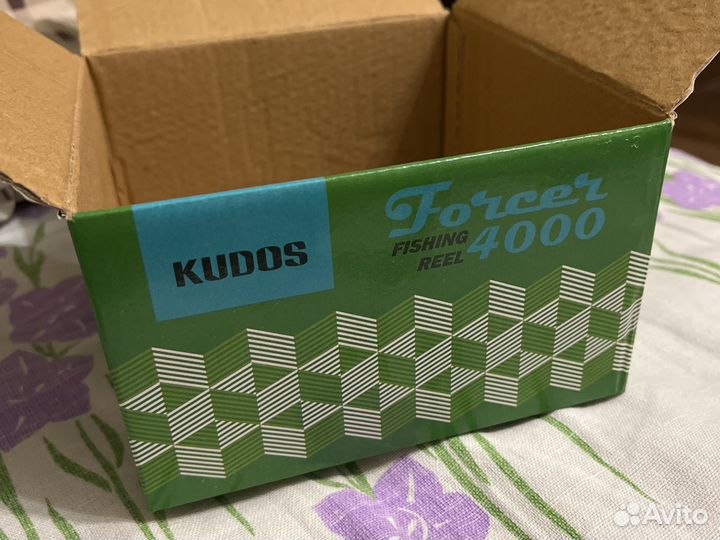 KUDOS
Forcer
FISHING
REEL 4000
Avito